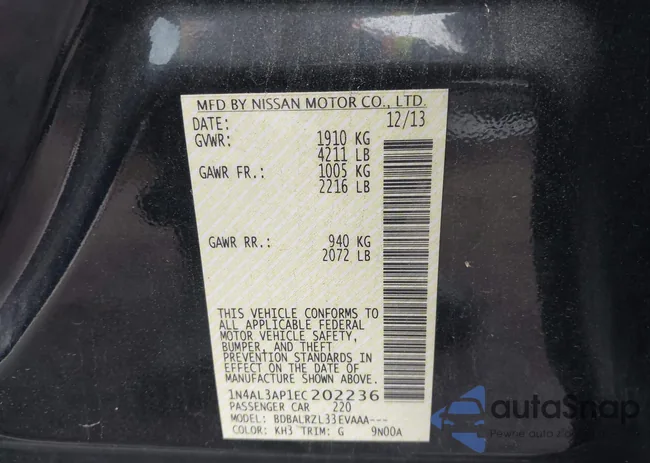 MFD BY NISSAN MOTOR CO., LTD.
DATE: 12/13
GVWR: 1910 KG
4211 LB
GAWR FR.: 1005 KG
2216 LB
GAWR RR.: 940 KG
2072 LB
THIS VEHICLE CONFORMS TO
ALL APPLICABLE FEDERAL
MOTOR VEHICLE SAFETY,
BUMPER, AND THEFT
PREVENTION STANDARDS IN
EFFECT ON THE DATE OF
MANUFACTURE SHOWN ABOVE.
1N4AL3AP1EC202236
PASSENGER CAR 220
MODEL: BDBALRZL33EVAAA---
COLOR: KH3 TRIM: G 9N00A
autoSnap
Pewne auto z USA